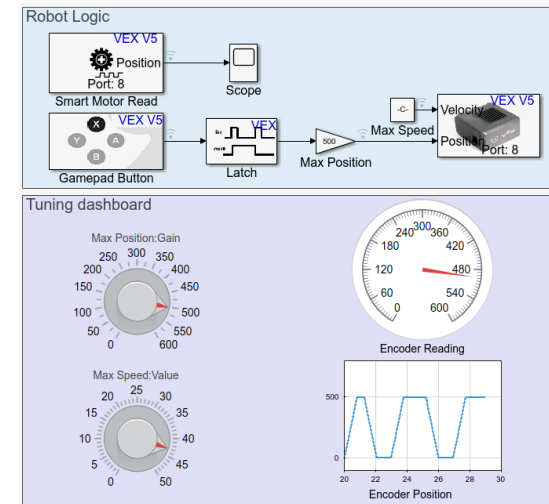 Robot Logic
VEX V5
Position
Port: 8
Smart Motor Read
Scope
VEX V5
X
Y
A
B
Gamepad Button
VEX
Latch
500
Max Position
-C-
Max Speed
VEX V5
Velocity
Position
Port: 8
Tuning dashboard
Max Position:Gain
0
50
100
150
200
250
300
350
400
450
500
550
600
Max Speed:Value
0
5
10
15
20
25
30
35
40
45
50
0
60
120
180
240
300
360
420
480
540
600
Encoder Reading
500
0
20
22
24
26
28
30
Encoder Position